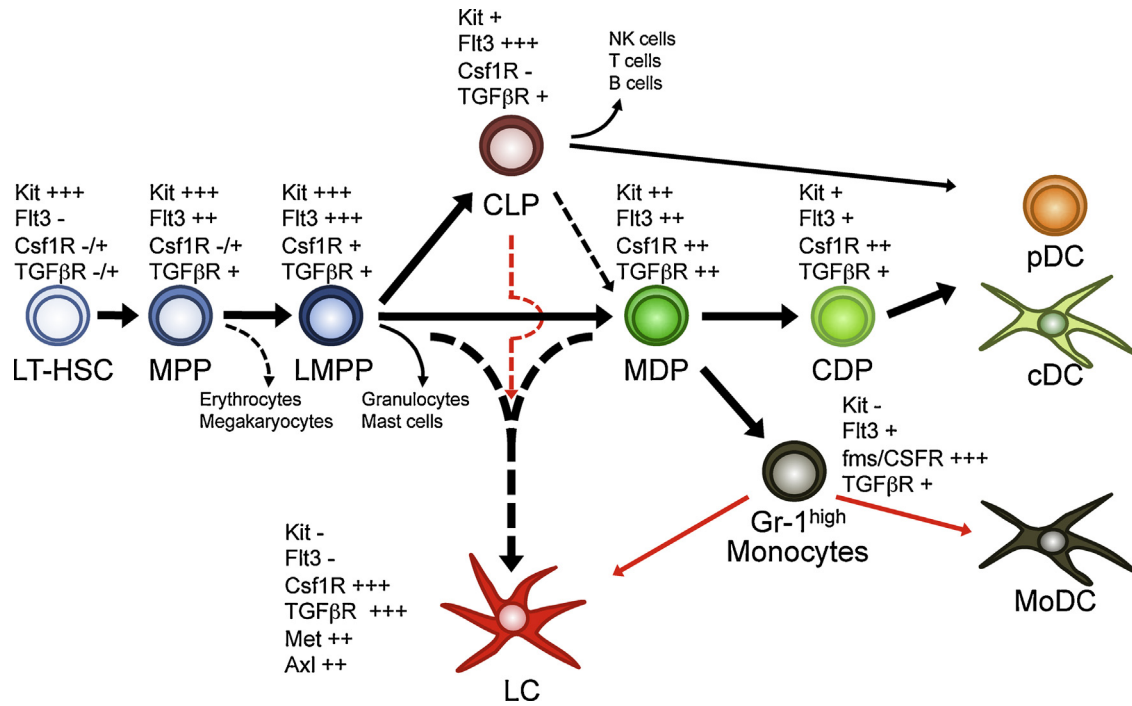 Kit +
Flt3 +++
Csf1R -
TGFβR +
NK cells
T cells
B cells
CLP
Kit +++
Flt3 -
Csf1R -/+
TGFβR -/+
LT-HSC
Kit +++
Flt3 ++
Csf1R -/+
TGFβR +
MPP
Erythrocytes
Megakaryocytes
Kit +++
Flt3 +++
Csf1R +
TGFβR +
LMPP
Granulocytes
Mast cells
Kit ++
Flt3 ++
Csf1R ++
TGFβR ++
MDP
Kit +
Flt3 +
Csf1R ++
TGFβR +
CDP
pDC
cDC
Kit -
Flt3 +
fms/CSFR +++
TGFβR +
Gr-1high
Monocytes
MoDC
Kit -
Flt3 -
Csf1R +++
TGFβR +++
Met ++
Axl ++
LC